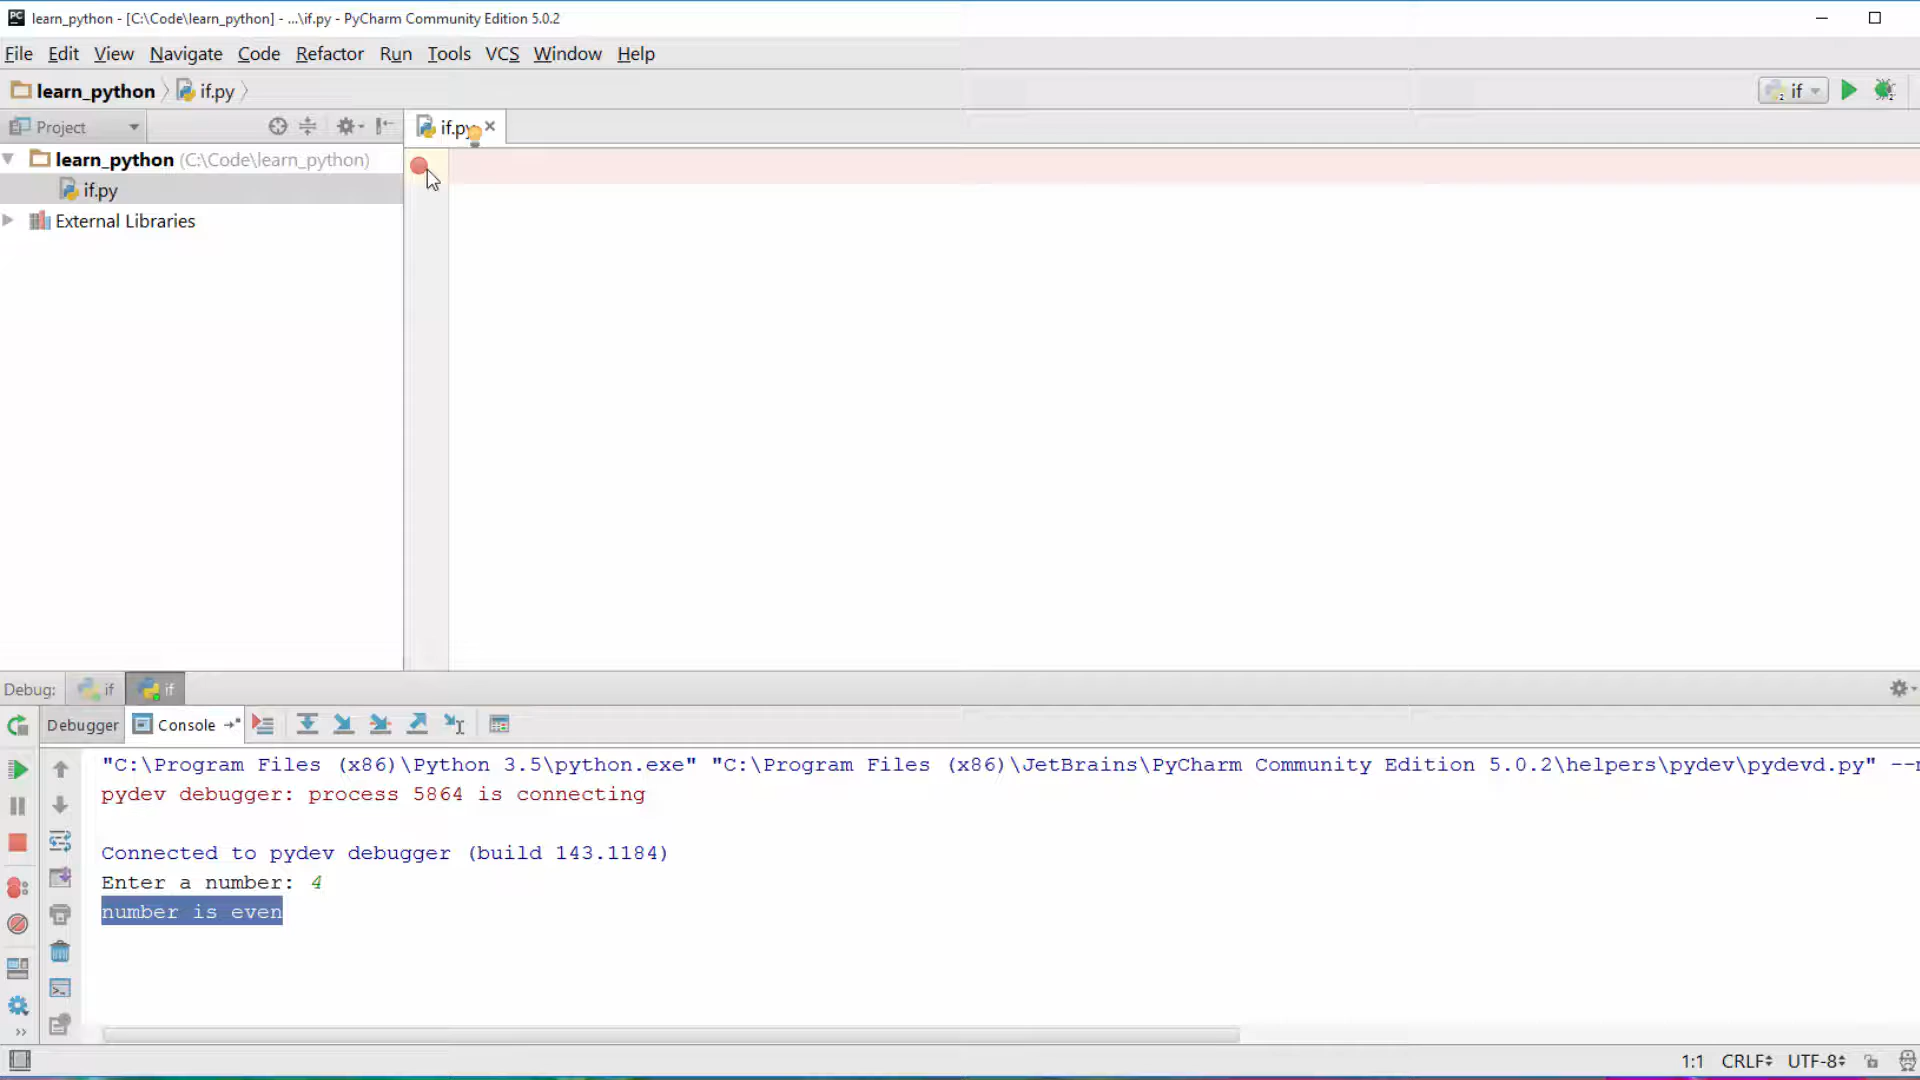 learn_python - [C:\Code\learn_python] - ...\if.py - PyCharm Community Edition 5.0.2
File Edit View Navigate Code Refactor Run Tools VCS Window Help
learn_python if.py if
Project if.py
learn_python (C:\Code\learn_python)
if.py
External Libraries
Debug: if if
Debugger Console
"C:\Program Files (x86)\Python 3.5\python.exe" "C:\Program Files (x86)\JetBrains\PyCharm Community Edition 5.0.2\helpers\pydev\pydevd.py"
pydev debugger: process 5864 is connecting
Connected to pydev debugger (build 143.1184)
Enter a number: 4
number is even
1:1 CRLF UTF-8